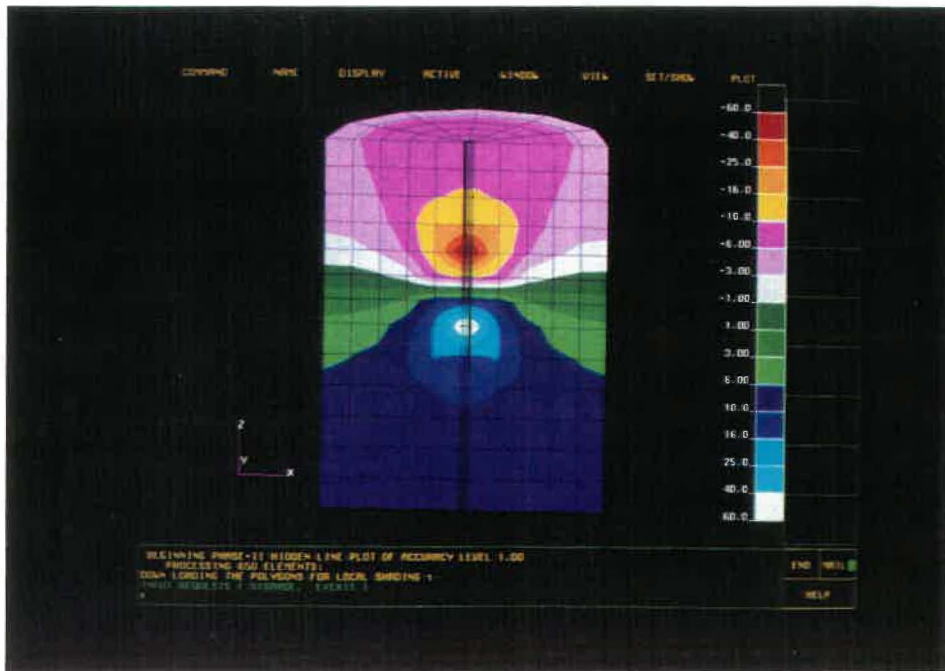 COMMAND NAME DISPLAY ACTIVE WINDOW VIEW SET/SHOW PLOT
-60.0
-40.0
-25.0
-16.0
-10.0
-6.00
-3.00
-1.00
1.00
3.00
6.00
10.0
16.0
25.0
40.0
60.0
Z
Y
X
BEGINNING PHASE-II HIDDEN LINE PLOT OF ACCURACY LEVEL 1.00
PROCESSING 650 ELEMENTS:
DOWN LOADING THE POLYGONS FOR LOCAL SHADING :
INPUT REQUESTS
END
HELP